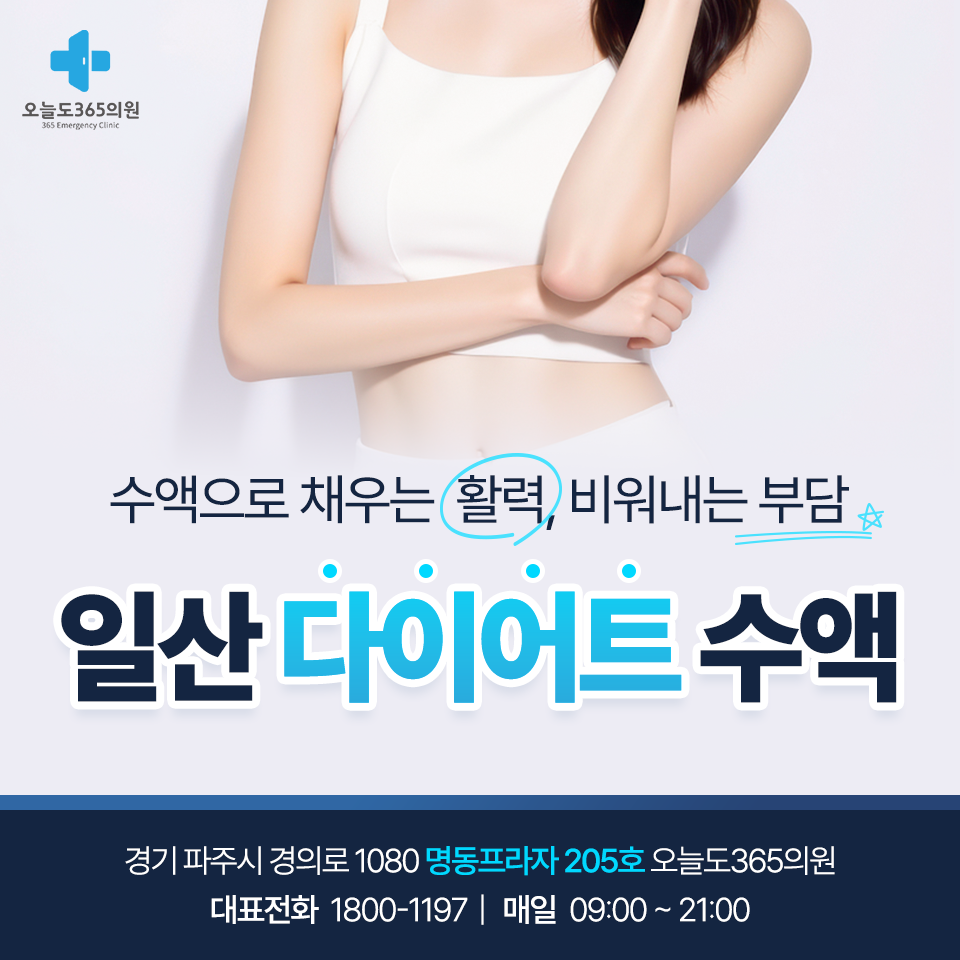 오늘도365의원
365 Emergency Clinic
수액으로 채우는 활력, 비워내는 부담
일산 다이어트 수액
경기 파주시 경의로 1080 명동프라자 205호 오늘도365의원
대표전화 1800-1197 | 매일 09:00 ~ 21:00